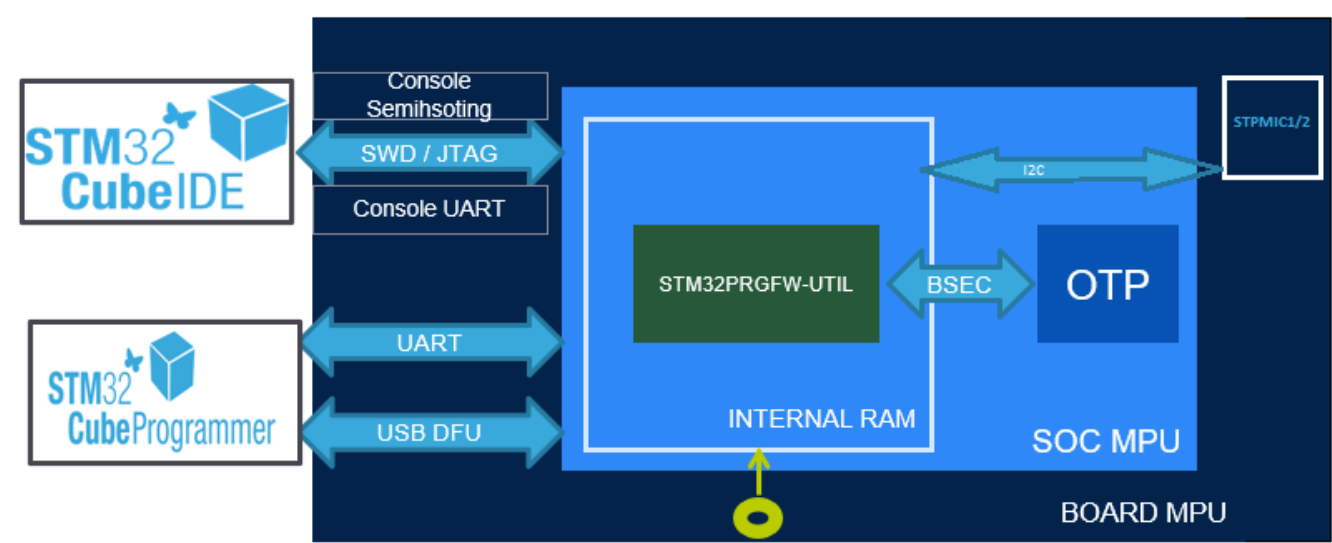 STM32
CubeIDE
Console
Semihsoting
SWD / JTAG
Console UART
STM32
CubeProgrammer
UART
USB DFU
STM32PRGFW-UTIL
INTERNAL RAM
I2C
BSEC
OTP
SOC MPU
STPMIC1/2
BOARD MPU